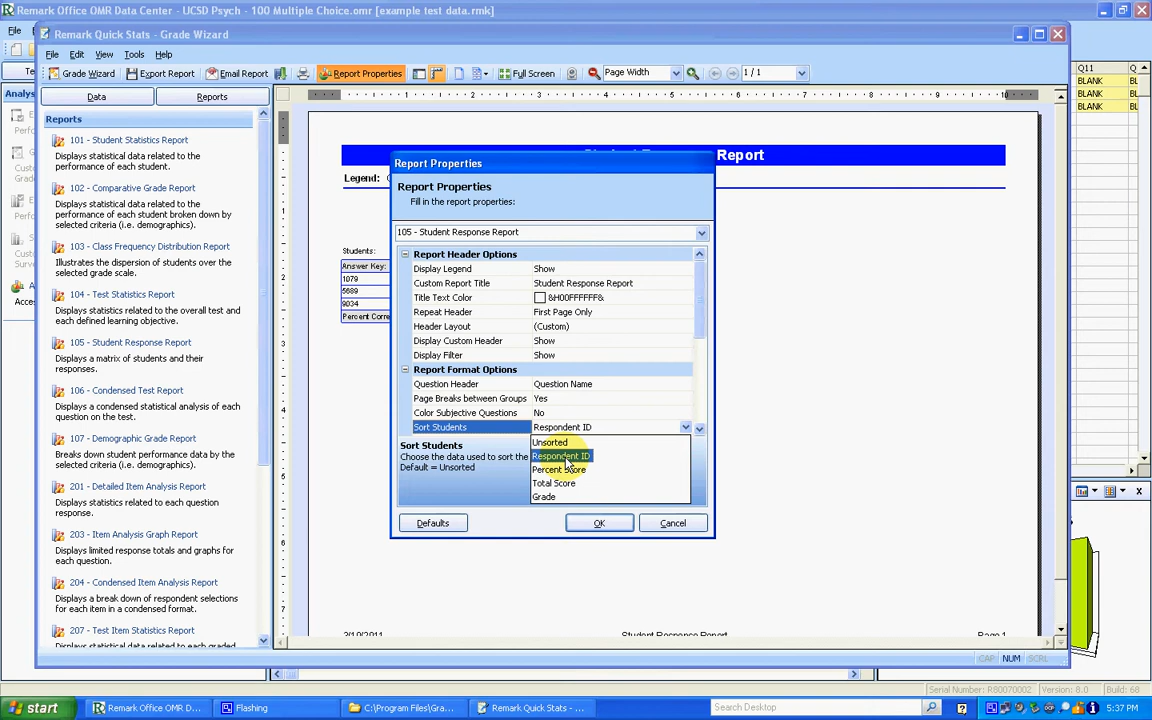 Remark Office OMR Data Center - UCSD Psych - 100 Multiple Choice.omr [example test data.rmk]
File
Remark Quick Stats - Grade Wizard
File Edit View Tools Help
Grade Wizard Export Report Email Report Report Properties Full Screen Page Width 1 / 1
Data Reports
Reports
101 - Student Statistics Report
Displays statistical data related to the
performance of each student.
102 - Comparative Grade Report
Displays statistical data related to the
performance of each student broken down by
selected criteria (i.e. demographics).
103 - Class Frequency Distribution Report
Illustrates the dispersion of students over the
selected grade scale.
104 - Test Statistics Report
Statistics related to the overall test and
each defined learning objective.
105 - Student Response Report
Displays a matrix of students and their
responses.
106 - Condensed Test Report
Displays a condensed statistical analysis of each
question.
107 - Demographic Grade Report
Breaks down student performance by
demographics.
201 - Detailed Item Analysis Report
Displays statistics related to each test
response.
203 - Item Analysis Graph Report
Displays limited response totals and graphs for
each question.
204 - Condensed Item Analysis Report
Displays a break down of respondent selections
for each item in a condensed format.
207 - Test Item Statistics Report
Report
Legend:
Students:
Answer Key:
1079
5689
9034
Percent Corre
3/10/2011 Student Response Report Page 1
Report Properties
Report Properties
Fill in the report properties:
105 - Student Response Report
Report Header Options
Display Legend Show
Custom Report Title Student Response Report
Title Text Color &H00FFFFFF&
Repeat Header First Page Only
Header Layout (Custom)
Display Custom Header Show
Display Filter Show
Report Format Options
Question Header Question Name
Page Breaks between Groups Yes
Color Subjective Questions No
Sort Students Respondent ID
Unsorted
Respondent ID
Percent Score
Total Score
Grade
Sort Students
Choose the data used to sort the
Default = Unsorted
Defaults OK Cancel
Q11
BLANK
BLANK
BLANK
CAP NUM SCRL
Serial Number: R80070002 Version: 8.0 Build: 68
start Remark Office OMR D... Flashing C:\Program Files\Gra... Remark Quick Stats - ... Search Desktop 5:37 PM